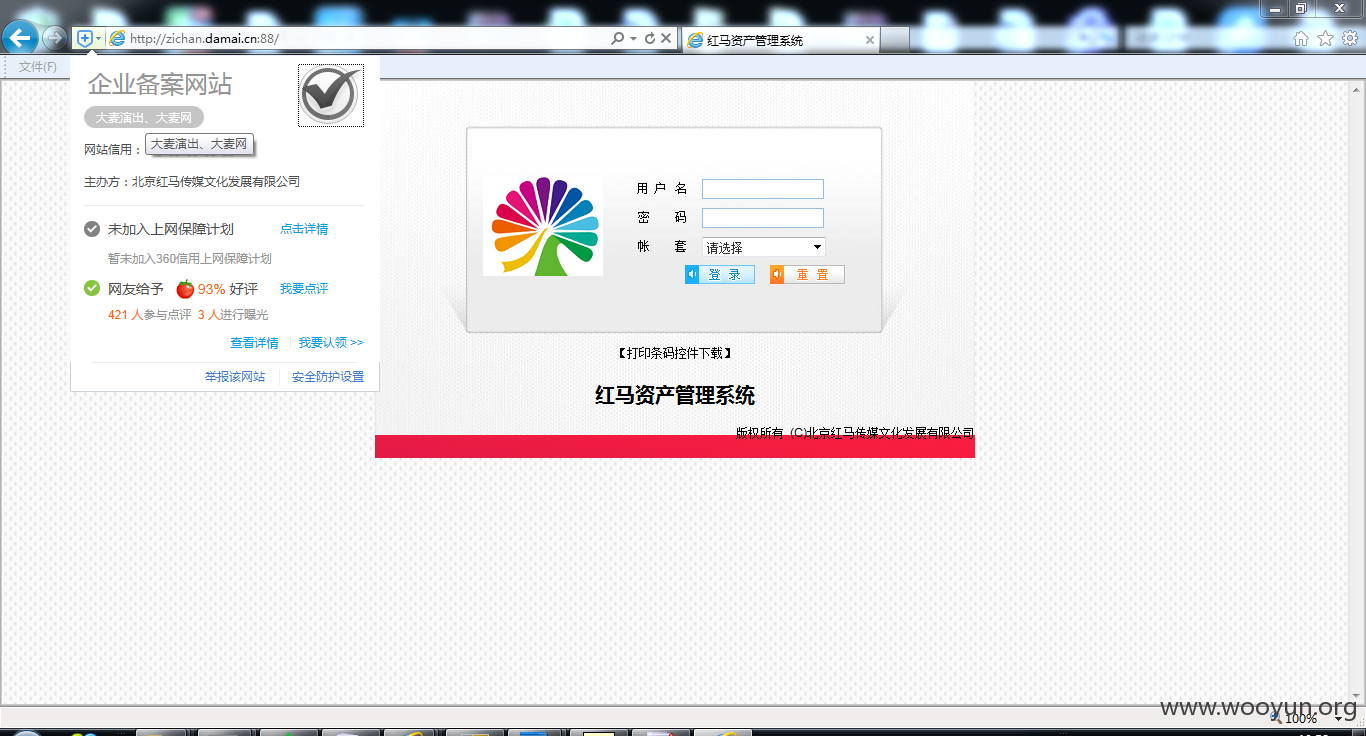 http://zichan.damai.cn:88/
红马资产管理系统
文件(F)
企业备案网站
大麦演出、大麦网
网站信用：
大麦演出、大麦网
主办方：北京红马传媒文化发展有限公司
未加入上网保障计划 点击详情
暂未加入360信用上网保障计划
网友给予 93% 好评 我要点评
421 人参与点评 3 人进行曝光
查看详情 我要认领 >>
举报该网站 安全防护设置
用 户 名
密 码
帐 套 请选择
登 录 重 置
【打印条码控件下载】
红马资产管理系统
版权所有 (C)北京红马传媒文化发展有限公司
www.wooyun.org
100%